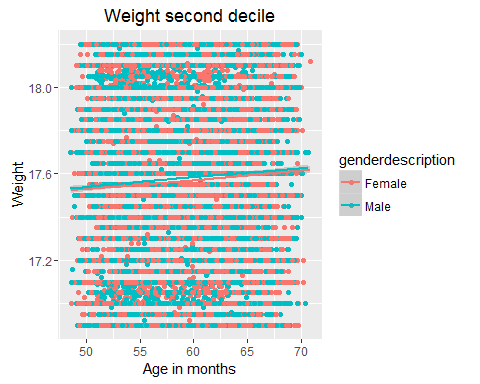 Weight second decile
18.0
17.6
17.2
Weight
50 55 60 65 70
Age in months
genderdescription
Female
Male